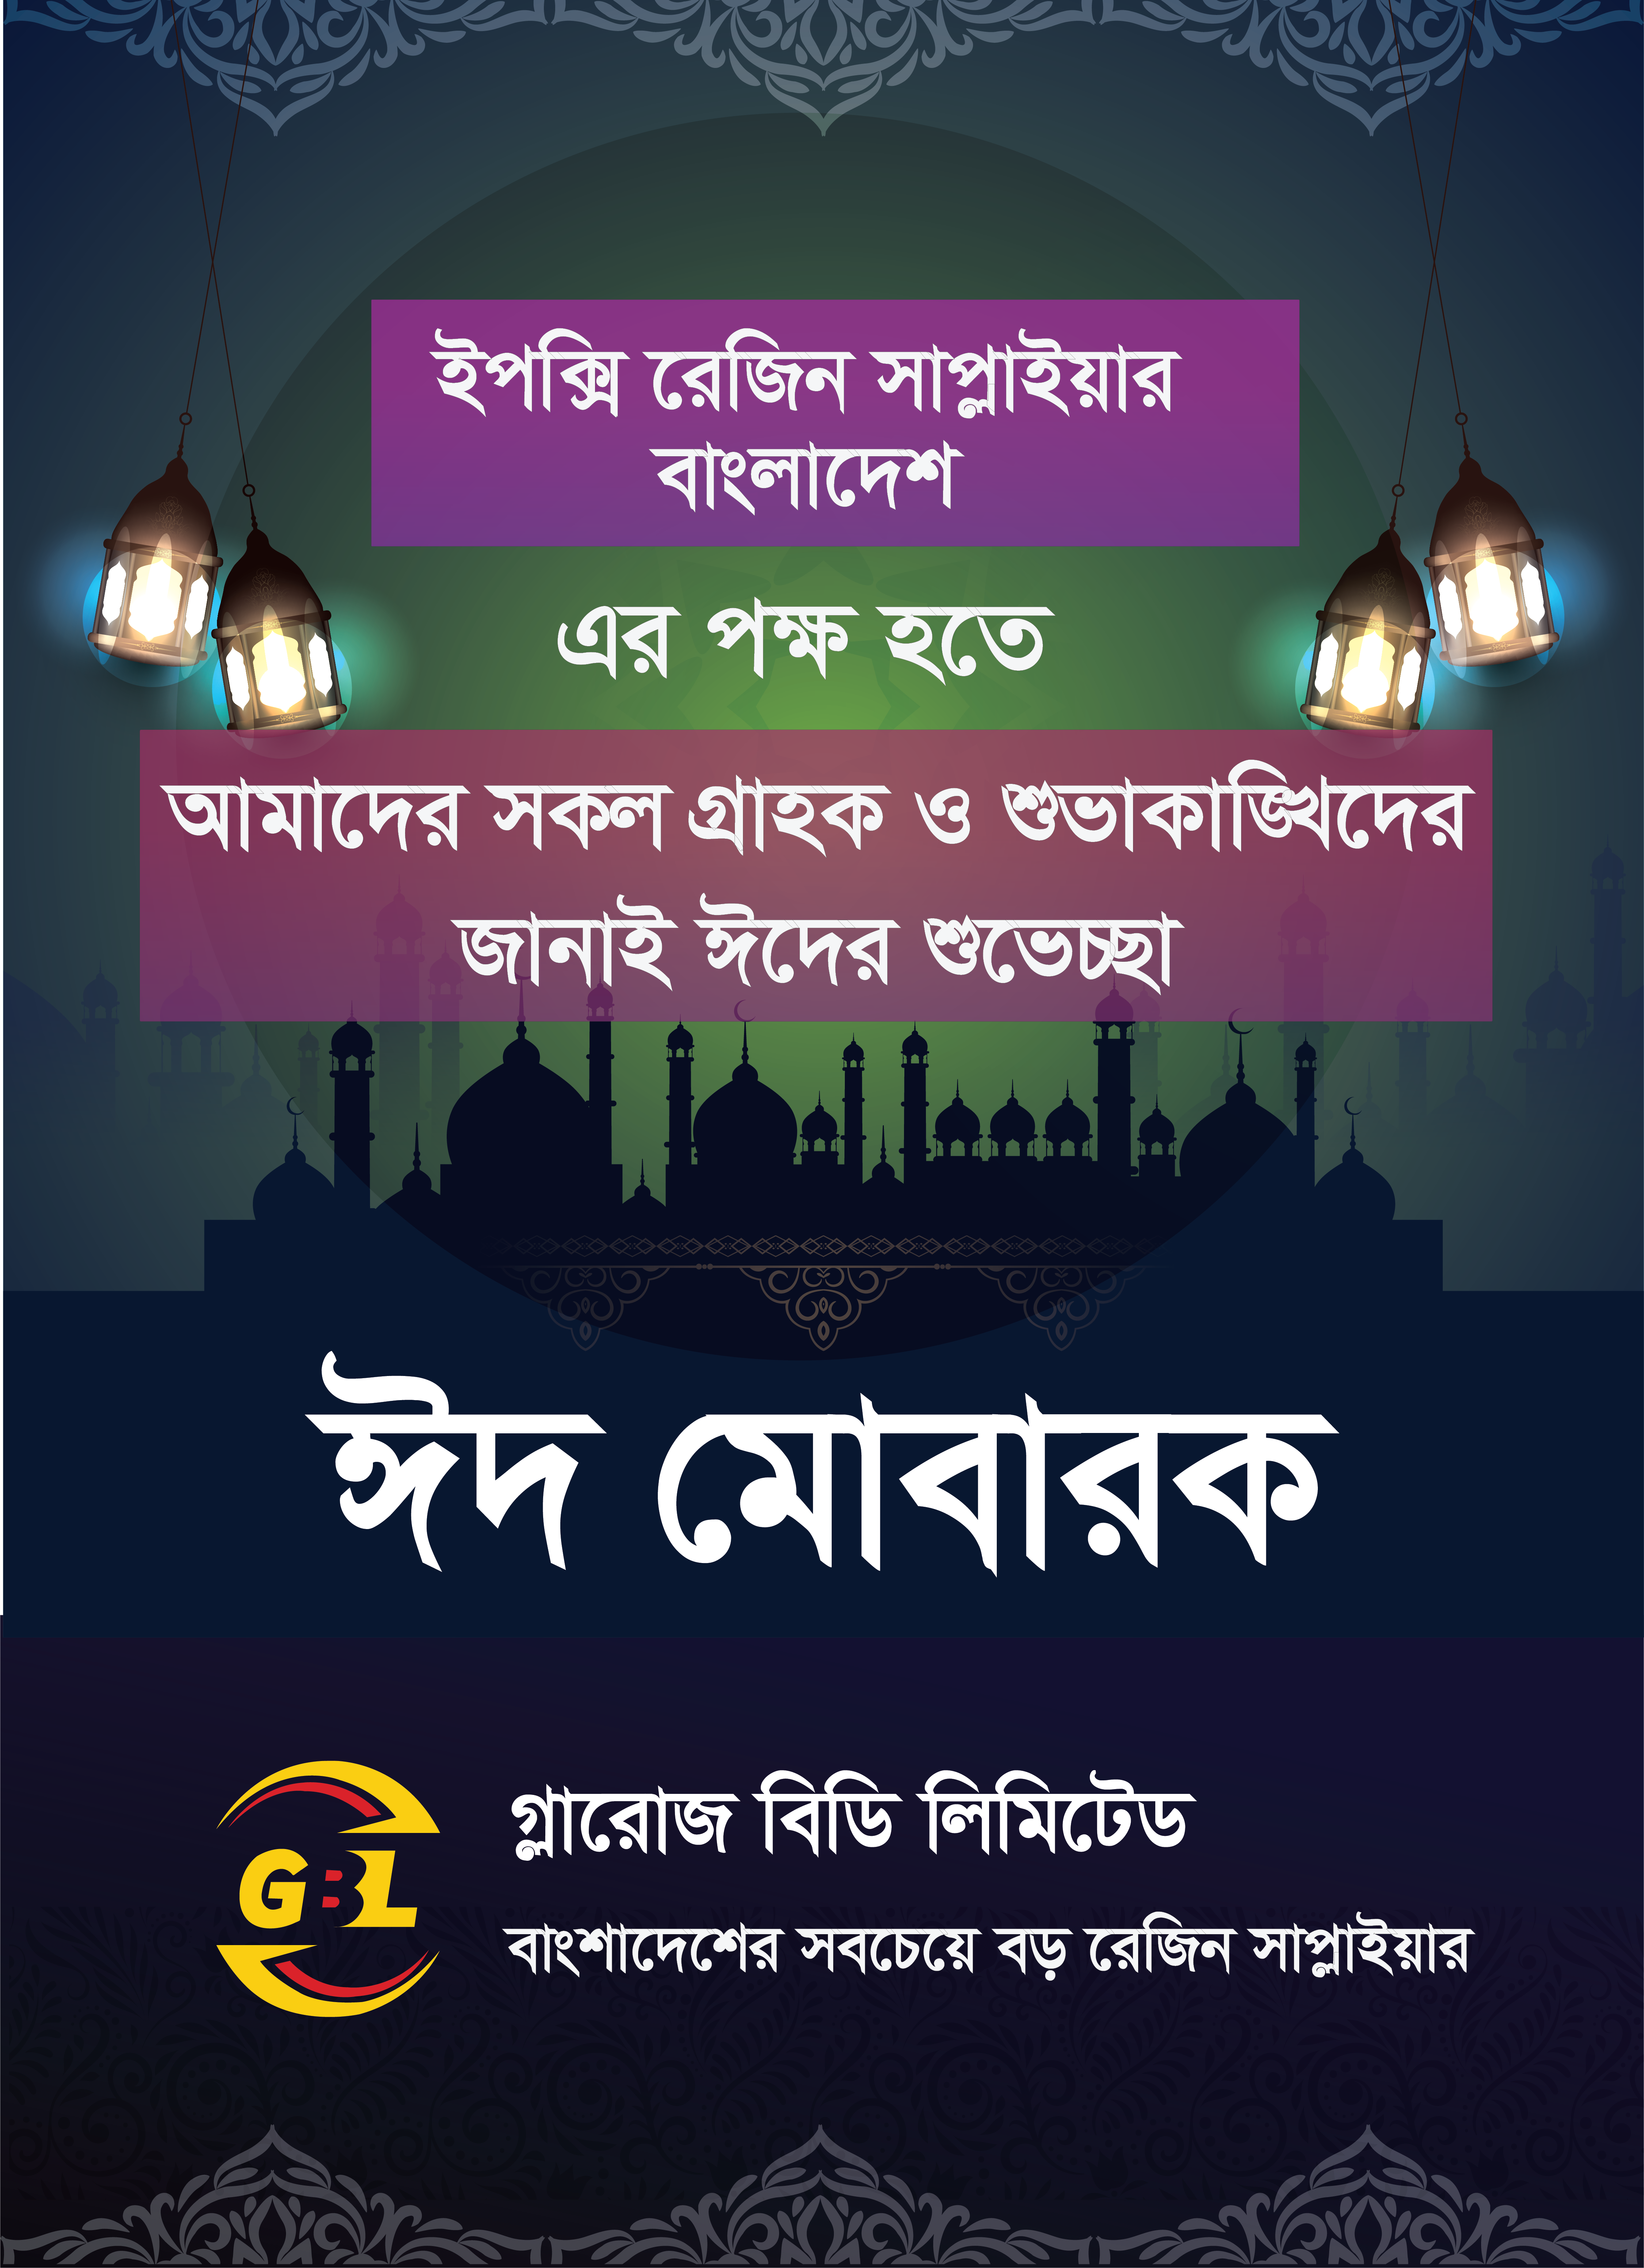 ইপক্সি রেজিন সাপ্লাইয়ার
বাংলাদেশ
এর পক্ষ হতে
আমাদের সকল গ্রাহক ও শুভাকাঙ্খিদের
জানাই ঈদের শুভেচ্ছা
ঈদ মোবারক
GBL
গ্লারোজ বিডি লিমিটেড
বাংশাদেশের সবচেয়ে বড় রেজিন সাপ্লাইয়ার